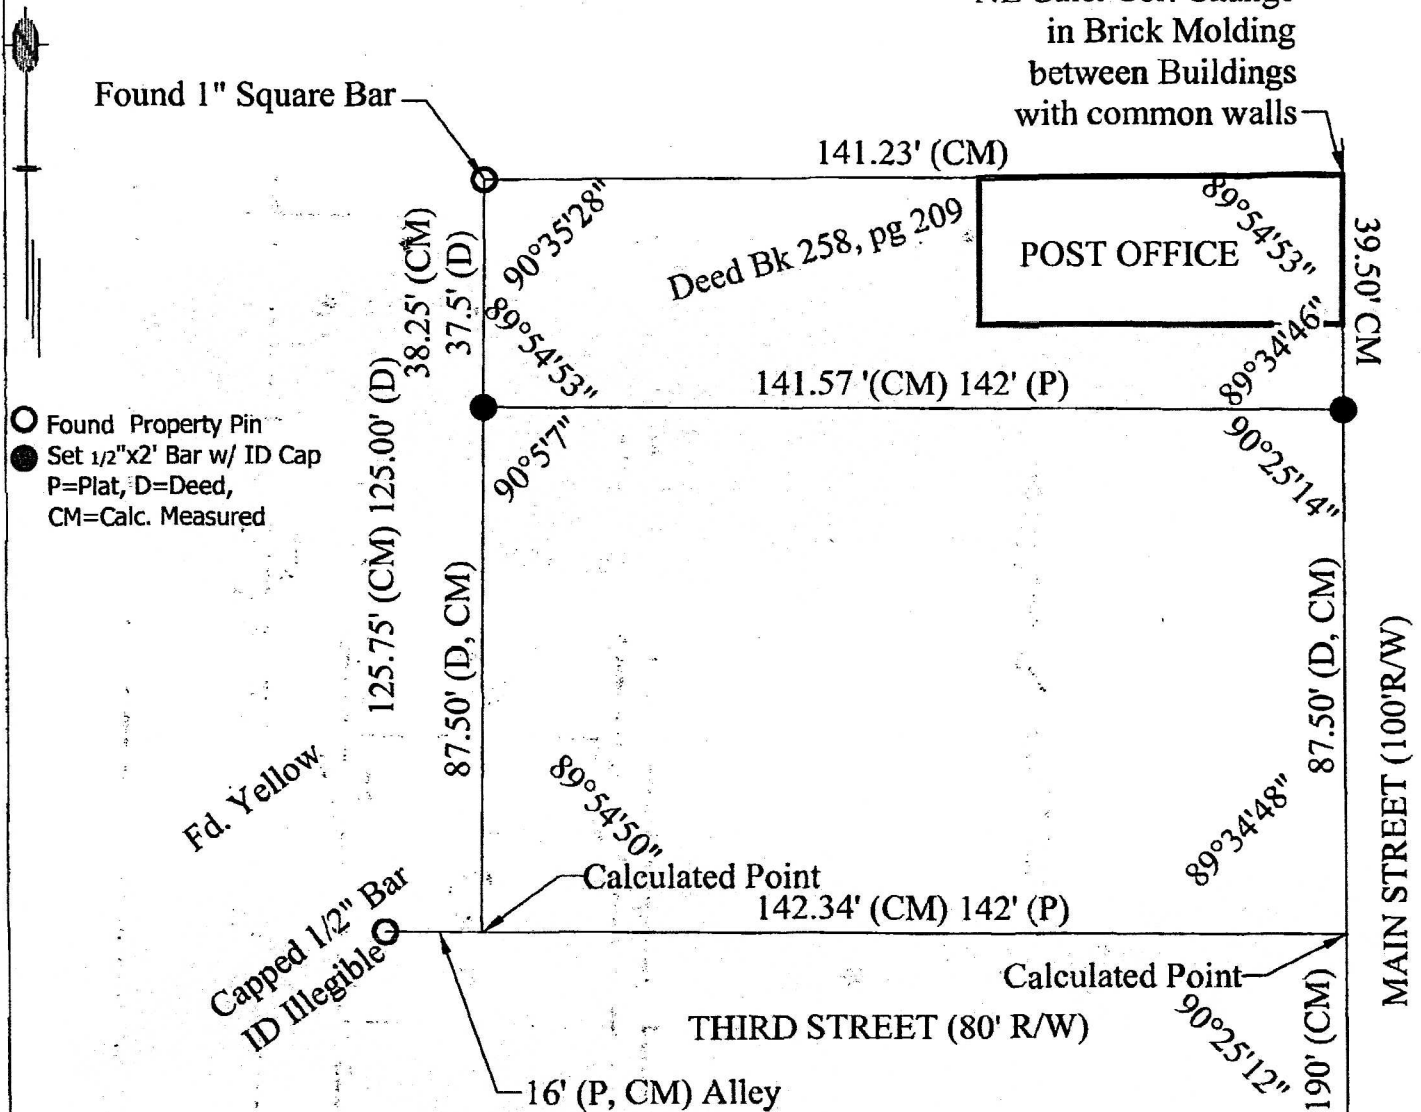 in Brick Molding
between Buildings
with common walls
Found 1" Square Bar
141.23' (CM)
90°35'28"
89°54'53"
POST OFFICE
Deed Bk 258, pg 209
39.50' CM
38.25' (CM)
37.5' (D)
89°54'53"
89°34'46"
141.57 '(CM) 142' (P)
Found Property Pin
Set 1/2"x2' Bar w/ ID Cap
P=Plat, D=Deed,
CM=Calc. Measured
90°5'7"
90°25'14"
125.75' (CM) 125.00' (D)
87.50' (D, CM)
87.50' (D, CM)
MAIN STREET (100'R/W)
Fd. Yellow
Capped 1/2" Bar
ID Illegible
89°54'50"
89°34'48"
Calculated Point
142.34' (CM) 142' (P)
Calculated Point
THIRD STREET (80' R/W)
90°25'12"
190' (CM)
16' (P, CM) Alley